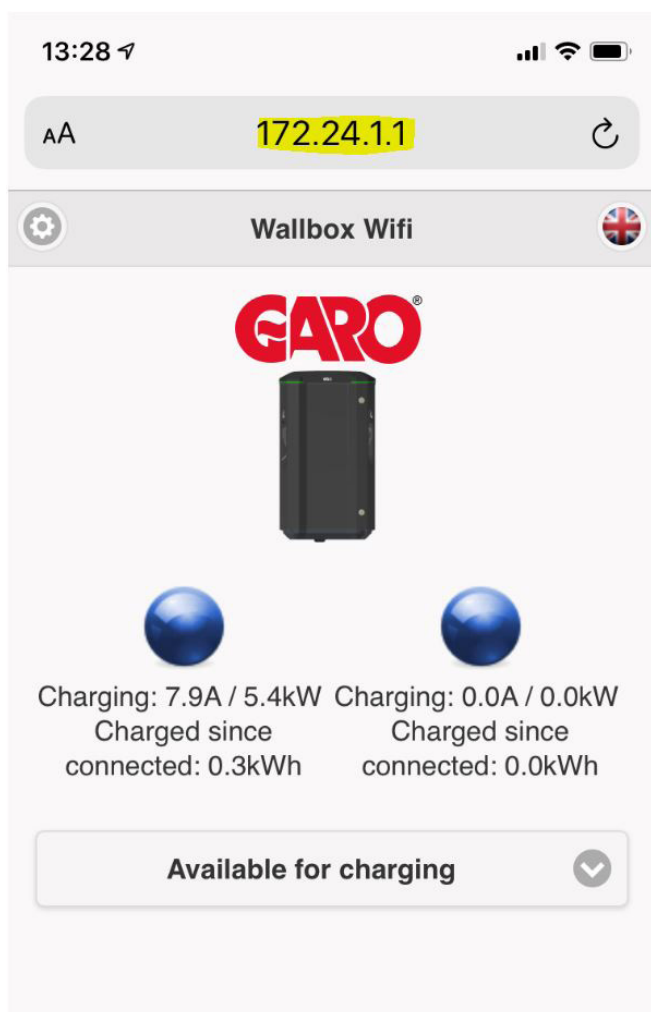 13:28
AA
172.24.1.1
Wallbox Wifi
GARO®
Charging: 7.9A / 5.4kW
Charged since
connected: 0.3kWh
Charging: 0.0A / 0.0kW
Charged since
connected: 0.0kWh
Available for charging